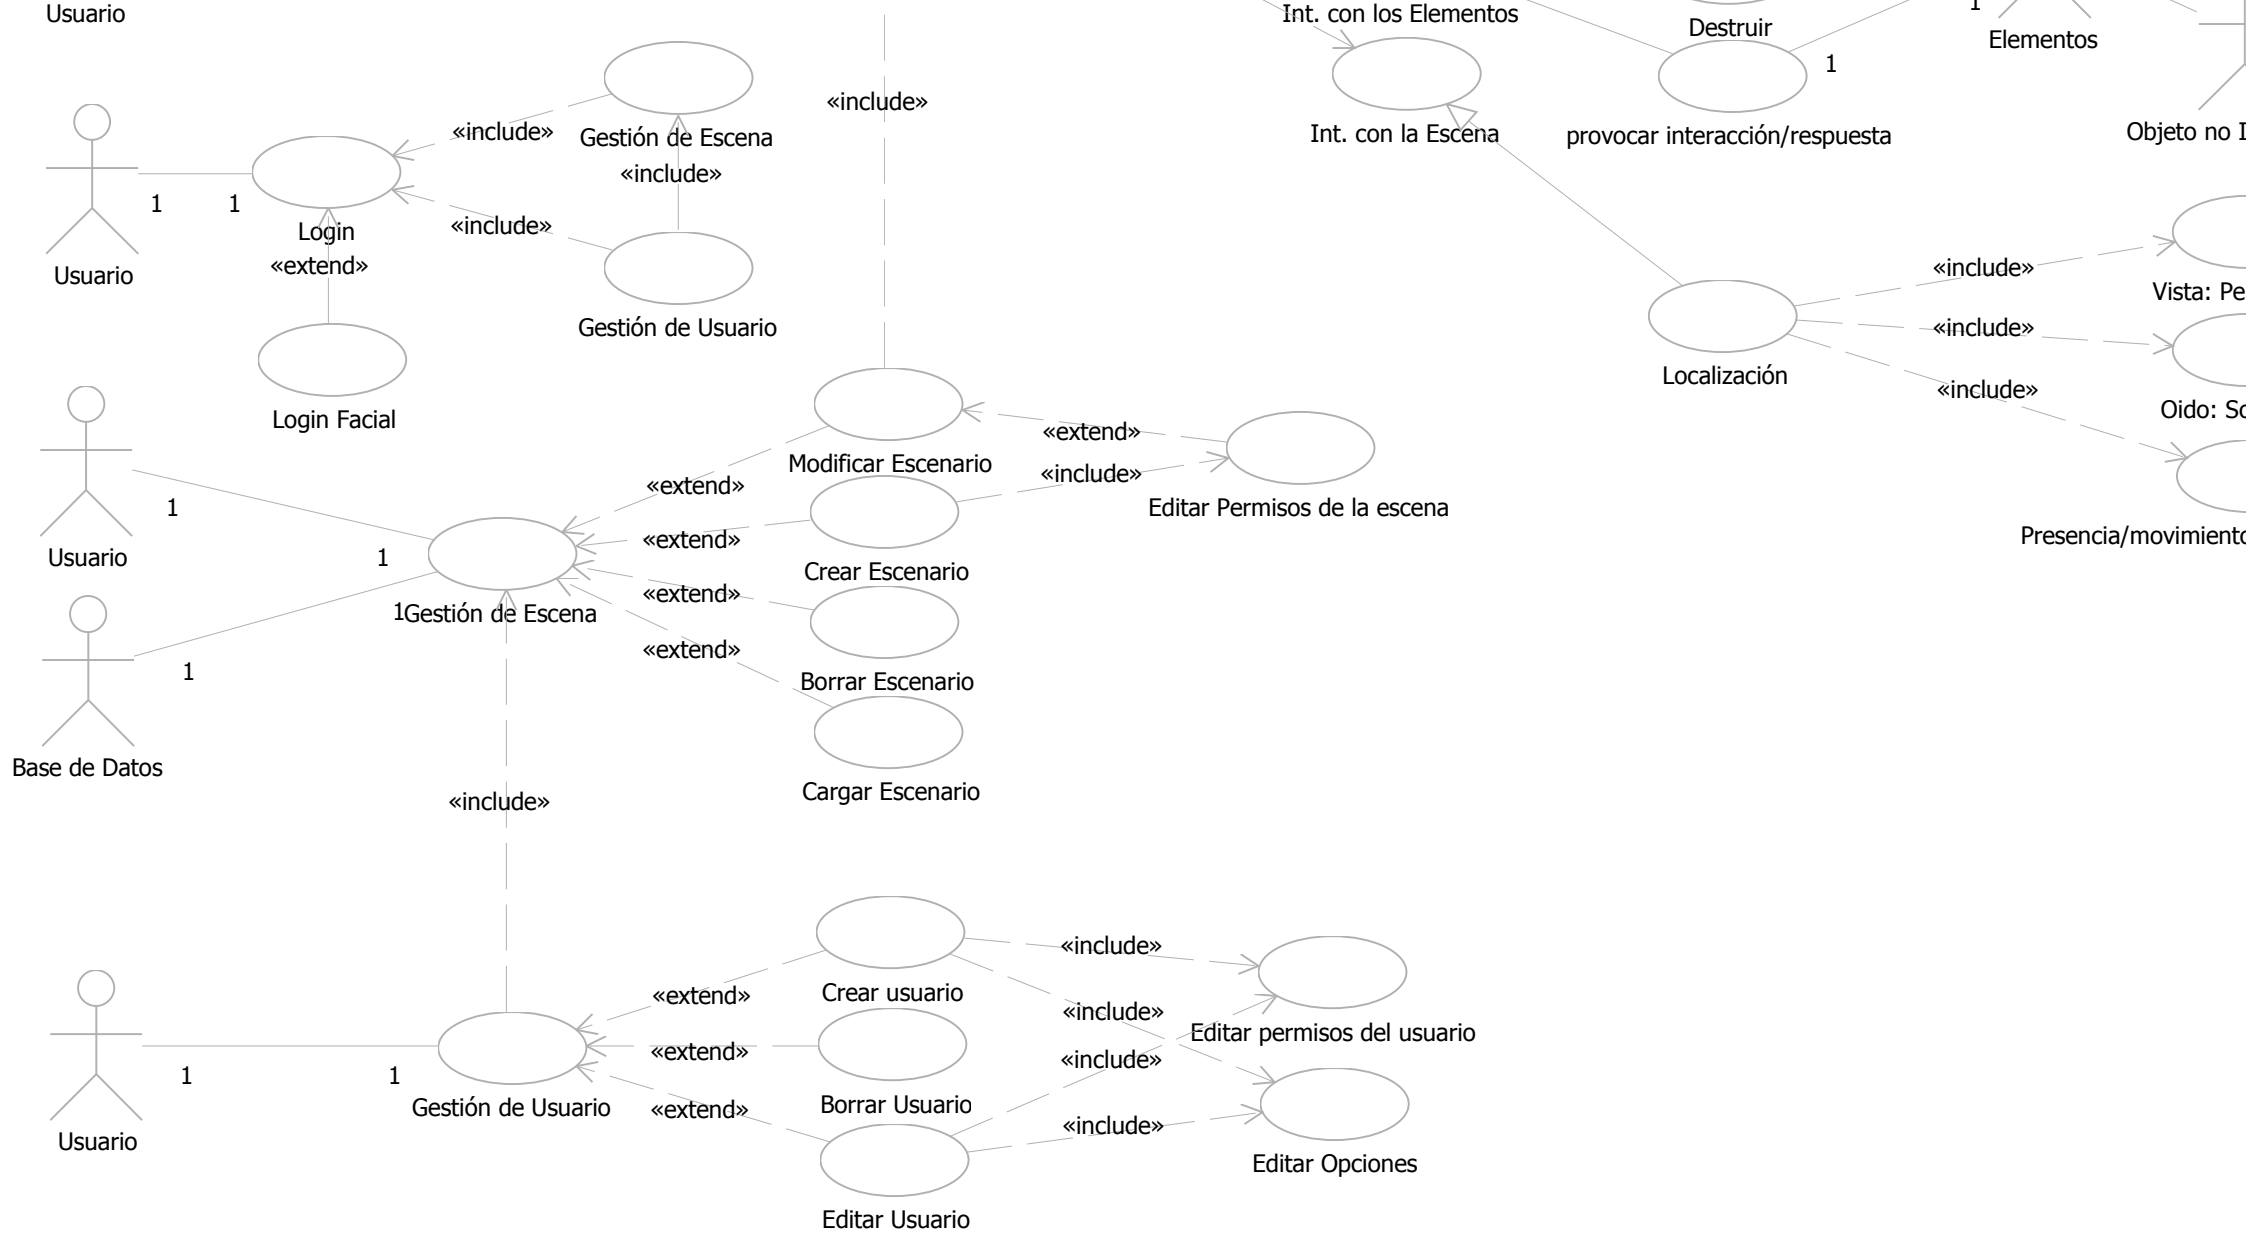 Usuario
Int. con los Elementos
Destruir
1
Elementos
1
«include»
«include»
Gestión de Escena
Int. con la Escena
provocar interacción/respuesta
Objeto no
«include»
1
1
«include»
Login
Usuario
«extend»
«include»
Vista:
Gestión de Usuario
«include»
Localización
«include»
Login Facial
Oido:
«extend»
Modificar Escenario
«include»
«extend»
Editar Permisos de la escena
1
Presencia/movimiento
«extend»
Usuario
1
Crear Escenario
«extend»
1
Gestión de Escena
«extend»
1
Borrar Escenario
Base de Datos
Cargar Escenario
«include»
«include»
Crear usuario
«extend»
«include»
Editar permisos del usuario
«extend»
«include»
1
1
Gestión de Usuario
Borrar Usuario
«extend»
«include»
Usuario
Editar Opciones
Editar Usuario